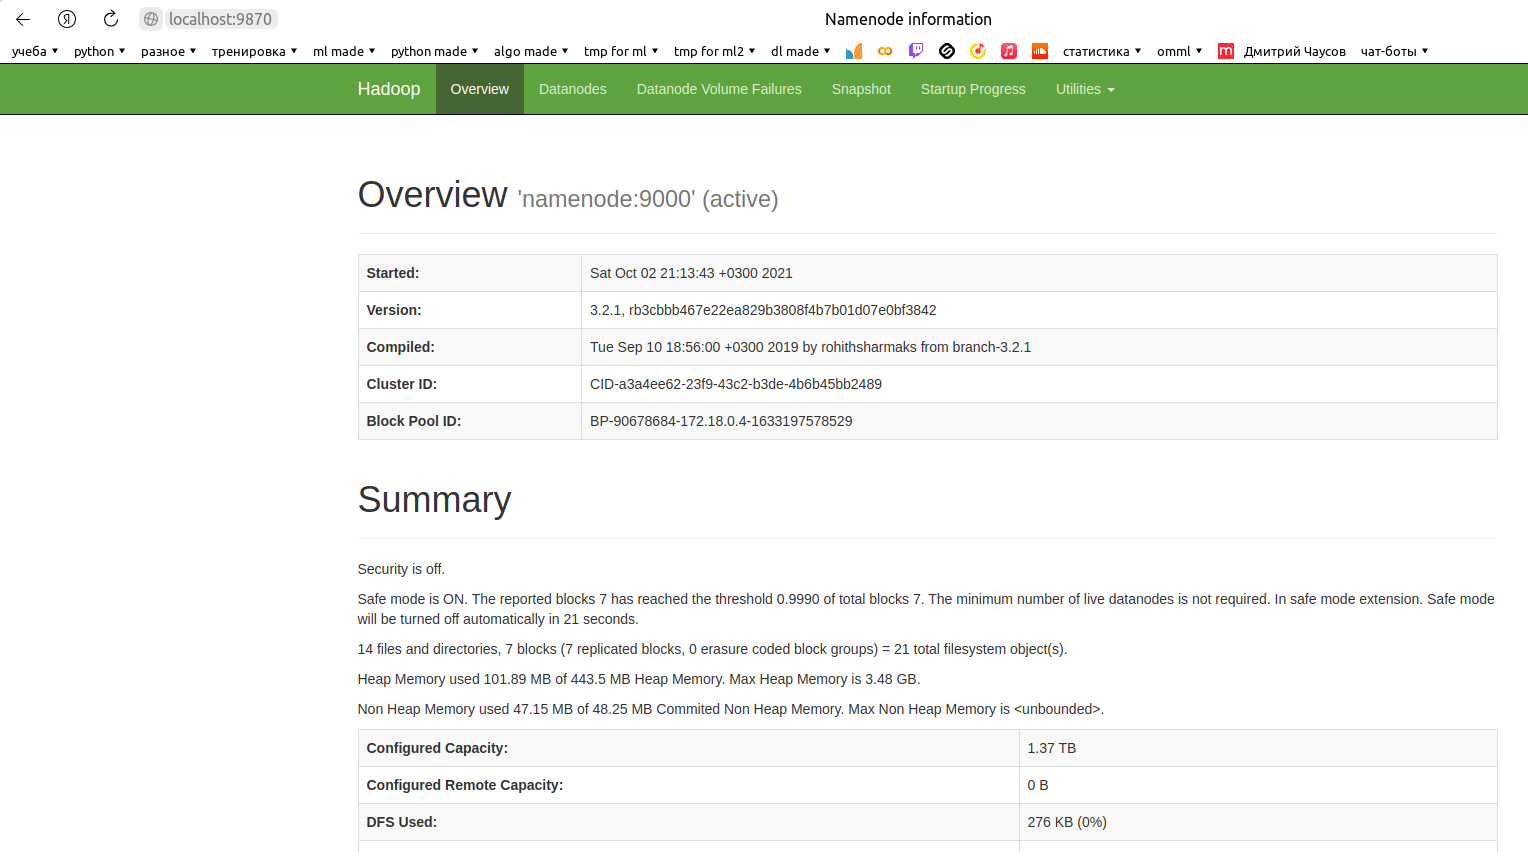 localhost:9870 Namenode information
учеба python разное тренировка ml made python made algo made tmp for ml tmp for ml2 dl made статистика omml m Дмитрий Чаусов чат-боты
Hadoop Overview Datanodes Datanode Volume Failures Snapshot Startup Progress Utilities
Overview 'namenode:9000' (active)
Started: Sat Oct 02 21:13:43 +0300 2021
Version: 3.2.1, rb3cbbb467e22ea829b3808f4b7b01d07e0bf3842
Compiled: Tue Sep 10 18:56:00 +0300 2019 by rohithsharmaks from branch-3.2.1
Cluster ID: CID-a3a4ee62-23f9-43c2-b3de-4b6b45bb2489
Block Pool ID: BP-90678684-172.18.0.4-1633197578529
Summary
Security is off.
Safe mode is ON. The reported blocks 7 has reached the threshold 0.9990 of total blocks 7. The minimum number of live datanodes is not required. In safe mode extension. Safe mode
will be turned off automatically in 21 seconds.
14 files and directories, 7 blocks (7 replicated blocks, 0 erasure coded block groups) = 21 total filesystem object(s).
Heap Memory used 101.89 MB of 443.5 MB Heap Memory. Max Heap Memory is 3.48 GB.
Non Heap Memory used 47.15 MB of 48.25 MB Commited Non Heap Memory. Max Non Heap Memory is <unbounded>.
Configured Capacity: 1.37 TB
Configured Remote Capacity: 0 B
DFS Used: 276 KB (0%)